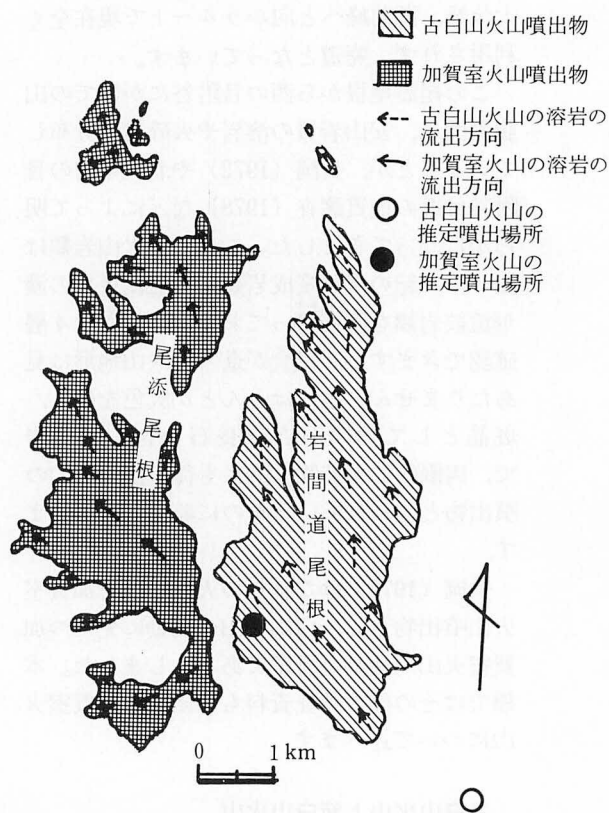 古白山火山噴出物
加賀室火山噴出物
古白山火山の溶岩の
流出方向
加賀室火山の溶岩の
流出方向
古白山火山の
推定噴出場所
加賀室火山の
推定噴出場所
尾添尾根
岩間道尾根
0 1km